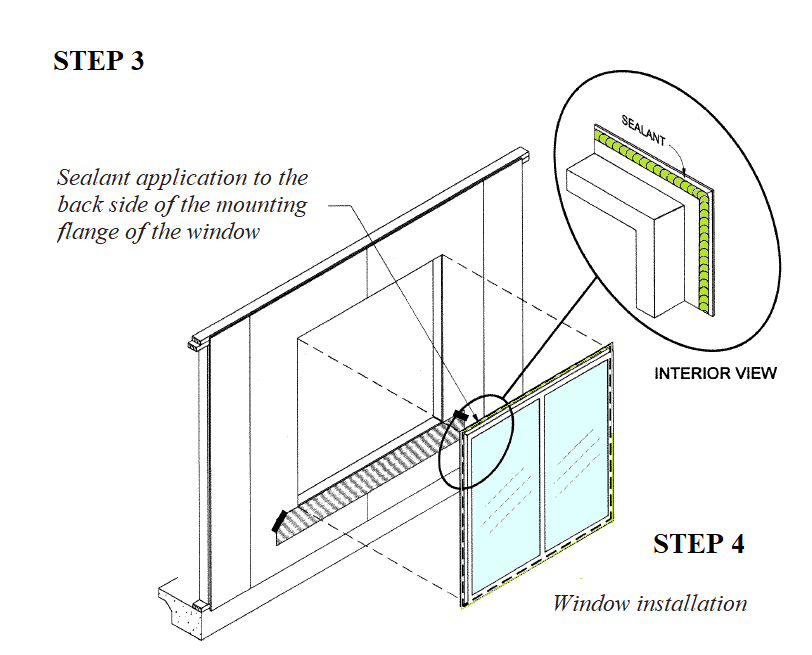 STEP 3
Sealant application to the
back side of the mounting
flange of the window
SEALANT
INTERIOR VIEW
STEP 4
Window installation